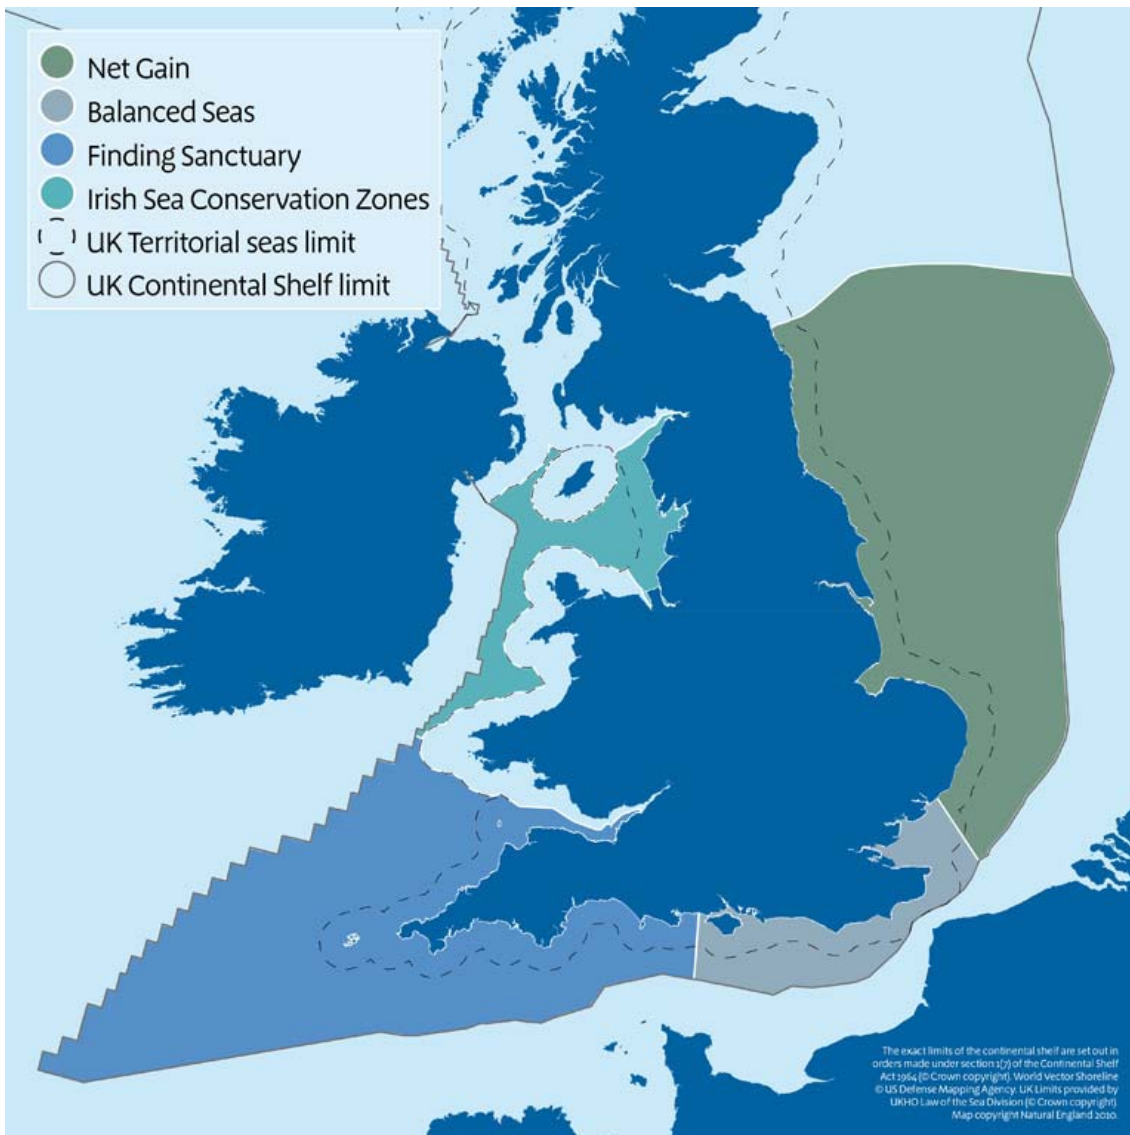 Net Gain
Balanced Seas
Finding Sanctuary
Irish Sea Conservation Zones
UK Territorial seas limit
UK Continental Shelf limit
The exact limits of the continental shelf are set out in
orders made under section 1(7) of the Continental Shelf
Act 1964 (© Crown copyright). World Vector Shoreline
© US Defense Mapping Agency. UK Limits provided by
UKHO Law of the Sea Division (© Crown copyright).
Map copyright Natural England 2010.